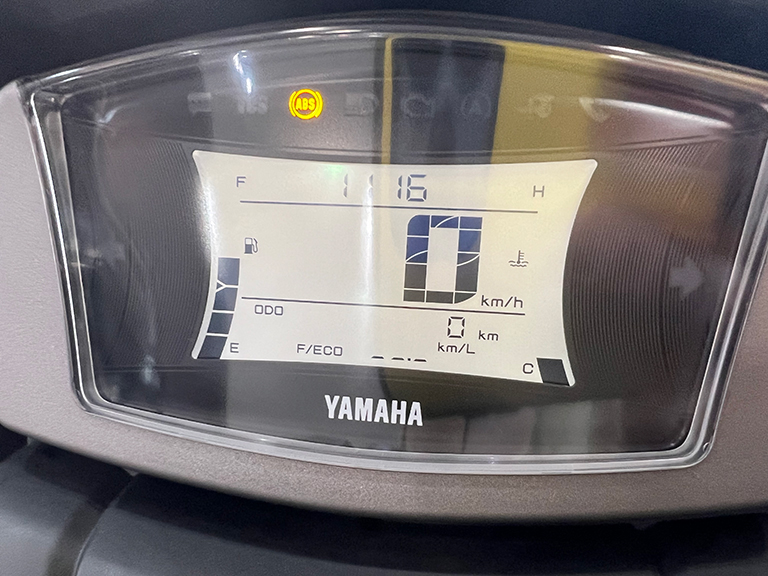 ABS
F 11:16 H
0 km/h
ODO 0 km
E F/ECO km/L C
YAMAHA